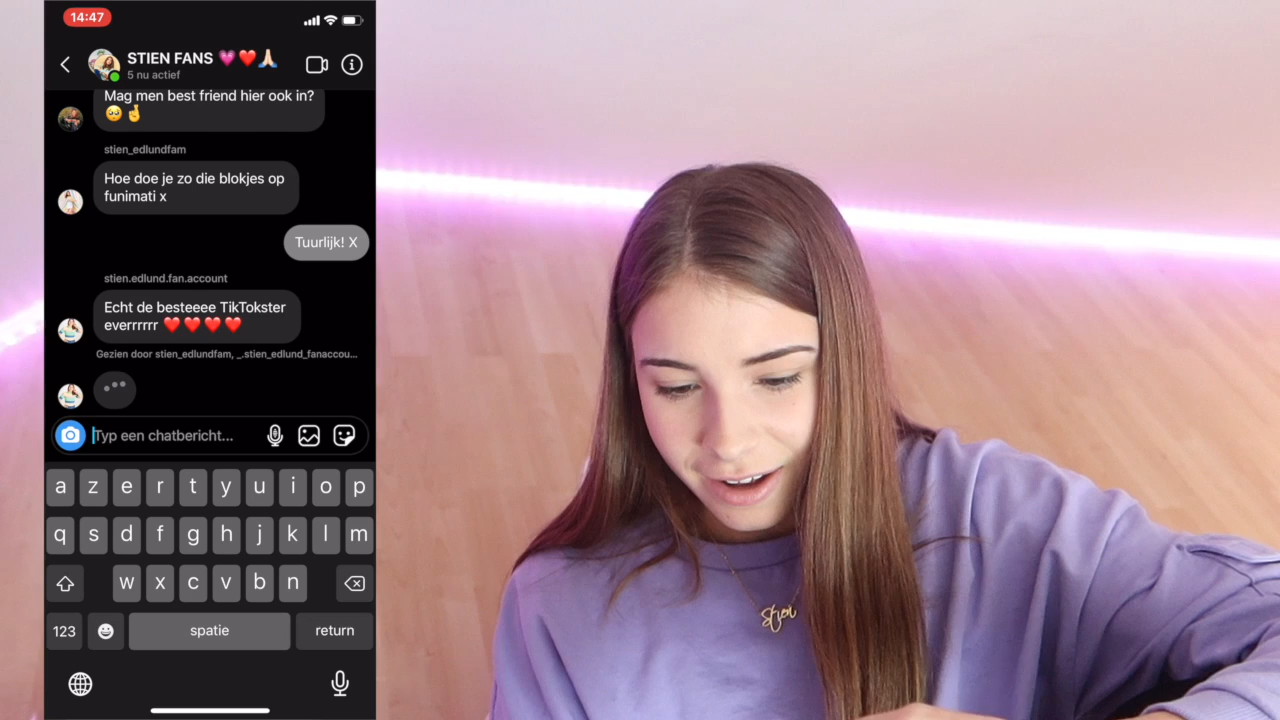 14:47
STIEN FANS 💗❤️🙏🏻
5 nu actief
Mag men best friend hier ook in?
🥺🤞
stien_edlundfam
Hoe doe je zo die blokjes op
funimati x
Tuurlijk! X
stien.edlund.fan.account
Echt de besteeee TikTokster
everrrrrr ❤️❤️❤️❤️
Gezien door stien_edlundfam, _.stien_edlund_fanaccou...
Typ een chatbericht...
a z e r t y u i o p
q s d f g h j k l m
w x c v b n
123 spatie return
Stien